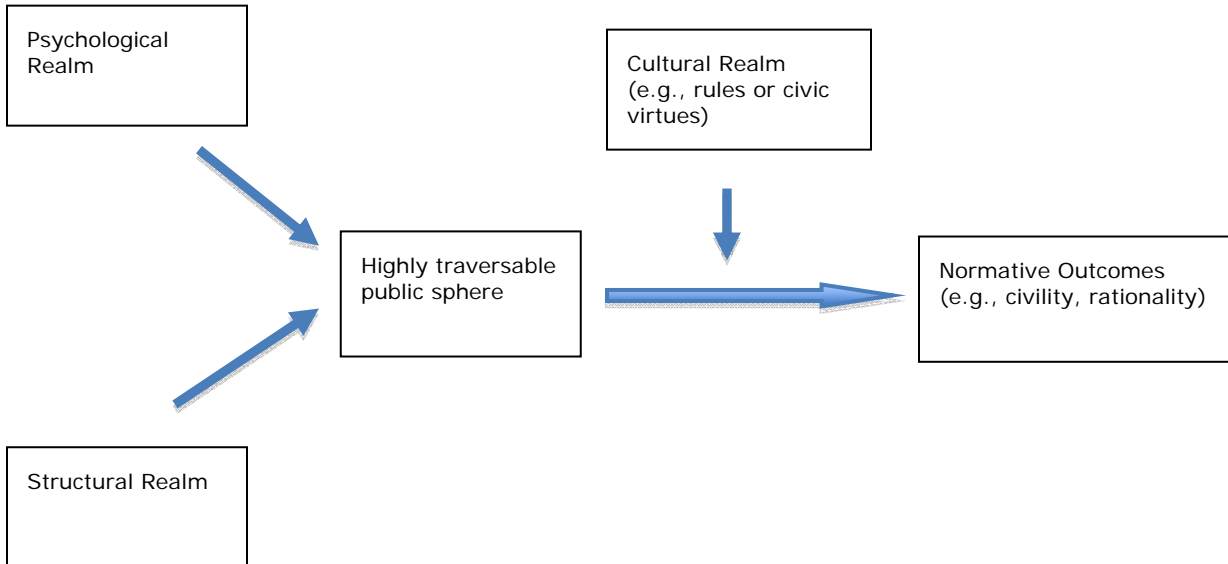 Psychological
Realm
Cultural Realm
(e.g., rules or civic
virtues)
Highly traversable
public sphere
Normative Outcomes
(e.g., civility, rationality)
Structural Realm